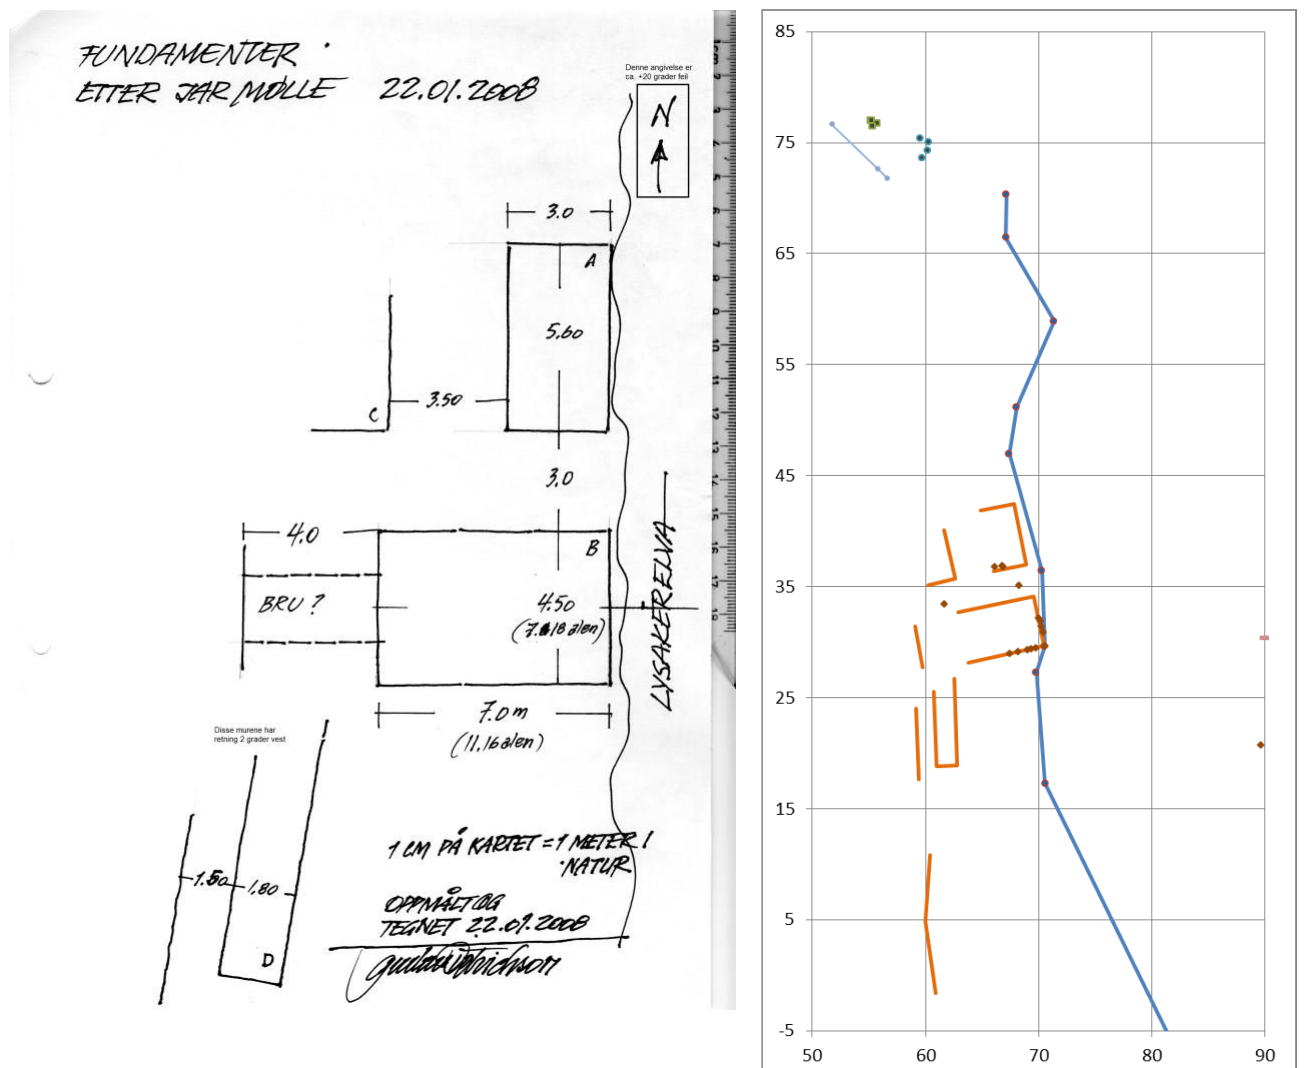 FUNDAMENTER
ETTER JAR MØLLE 22.01.2008
Denne angivelse er
ca. +20 grader feil
N
3.0
A
5.60
C
3.50
3.0
4.0
B
BRU?
4.50
(7.618 alen)
LYSAKERELVA
7.0 m
(11.16 alen)
Disse murene har
retning 2 grader vest
1.50
1.80
D
1 CM PÅ KARTET = 1 METER I
NATUR
OPPMÅLT OG
TEGNET 22.01.2008
85
75
65
55
45
35
25
15
5
-5
50 60 70 80 90